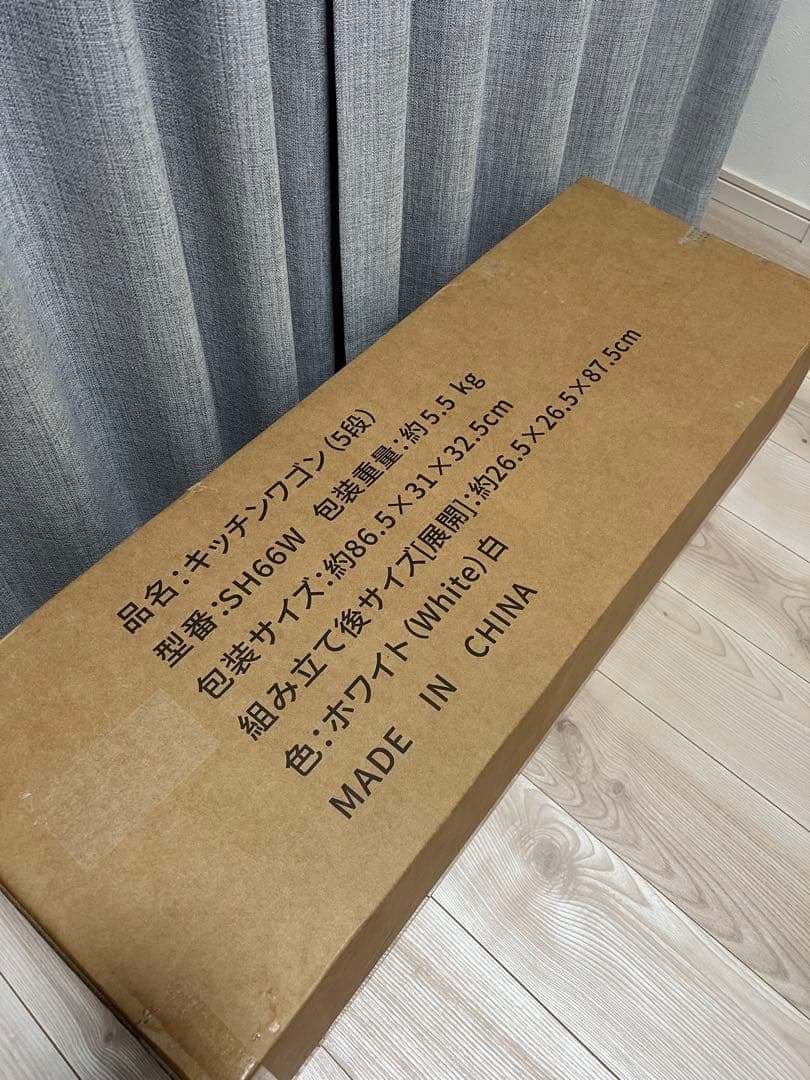 品名：キッチンワゴン（5段）
型番：SH66W 包装重量：約5.5 kg
包装サイズ：約86.5×31×32.5cm
組み立て後サイズ[展開]：約26.5×26.5×87.5cm
色：ホワイト（White）白
MADE IN CHINA